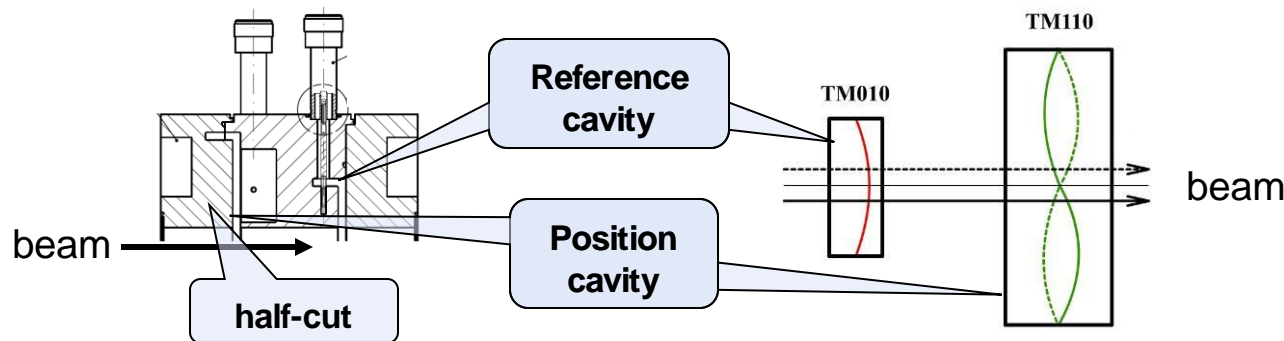 TM110
Reference
cavity
TM010
beam
Position
cavity
beam
half-cut